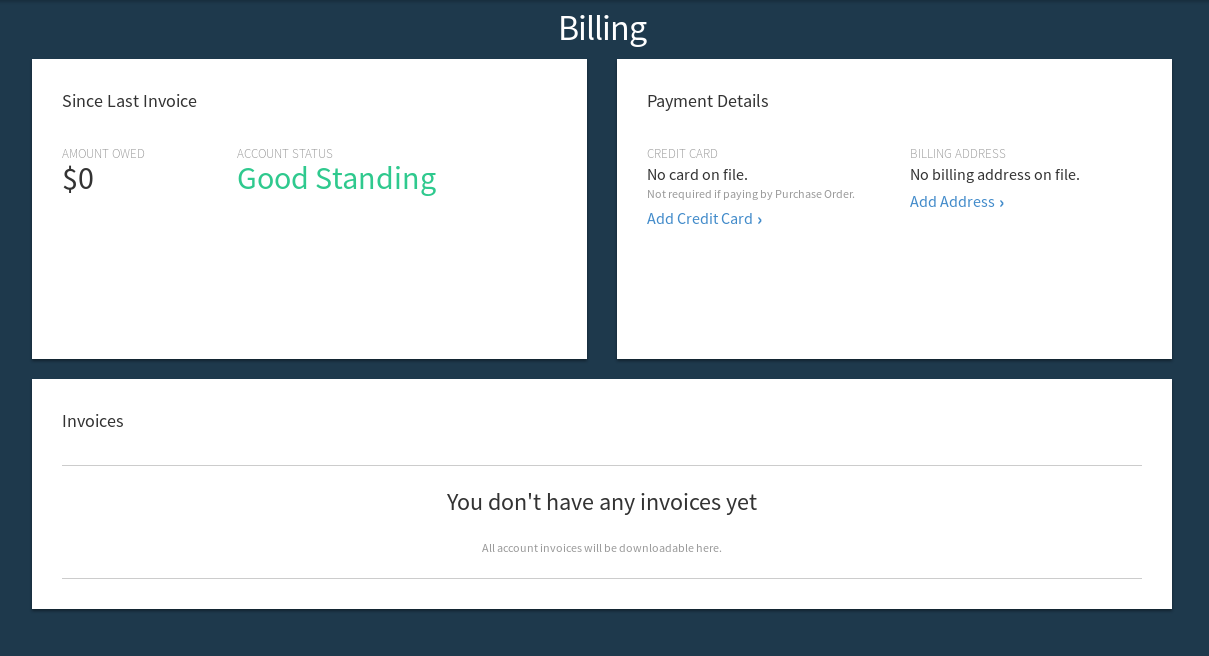 Billing
Since Last Invoice
AMOUNT OWED
$0
ACCOUNT STATUS
Good Standing
Payment Details
CREDIT CARD
No card on file.
Not required if paying by Purchase Order.
Add Credit Card ›
BILLING ADDRESS
No billing address on file.
Add Address ›
Invoices
You don't have any invoices yet
All account invoices will be downloadable here.